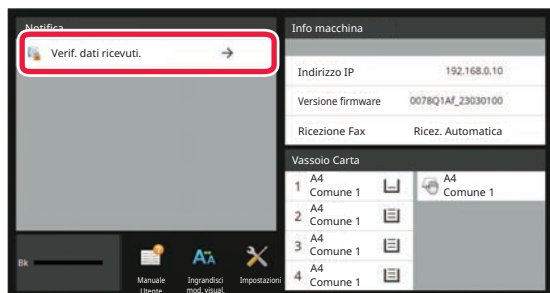 Notifica
Verif. dati ricevuti.
Info macchina
Indirizzo IP 192.168.0.10
Versione firmware 0078Q1Af_23030100
Ricezione Fax Ricez. Automatica
Vassoio Carta
1 A4
Comune 1
A4
Comune 1
2 A4
Comune 1
3 A4
Comune 1
4 A4
Comune 1
Bk
Manuale
Utente
Ingrandisci
mod. visual.
Impostazioni